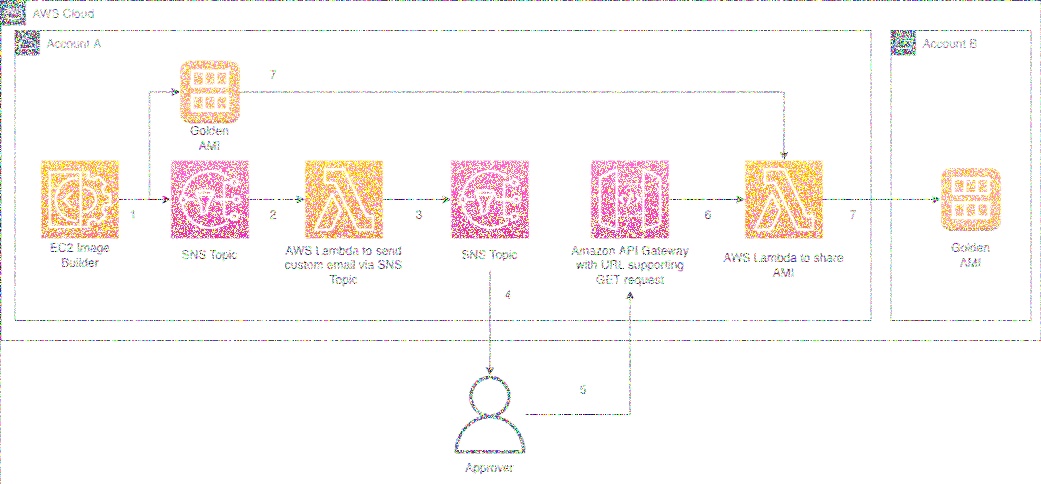 AWS Cloud
Account A
Account B
7
Golden
AMI
1
2
3
6
7
EC2 Image
Builder
SNS Topic
AWS Lambda to send
custom email via SNS
Topic
SNS Topic
Amazon API Gateway
with URL supporting
GET request
AWS Lambda to share
AMI
Golden
AMI
4
5
Approver